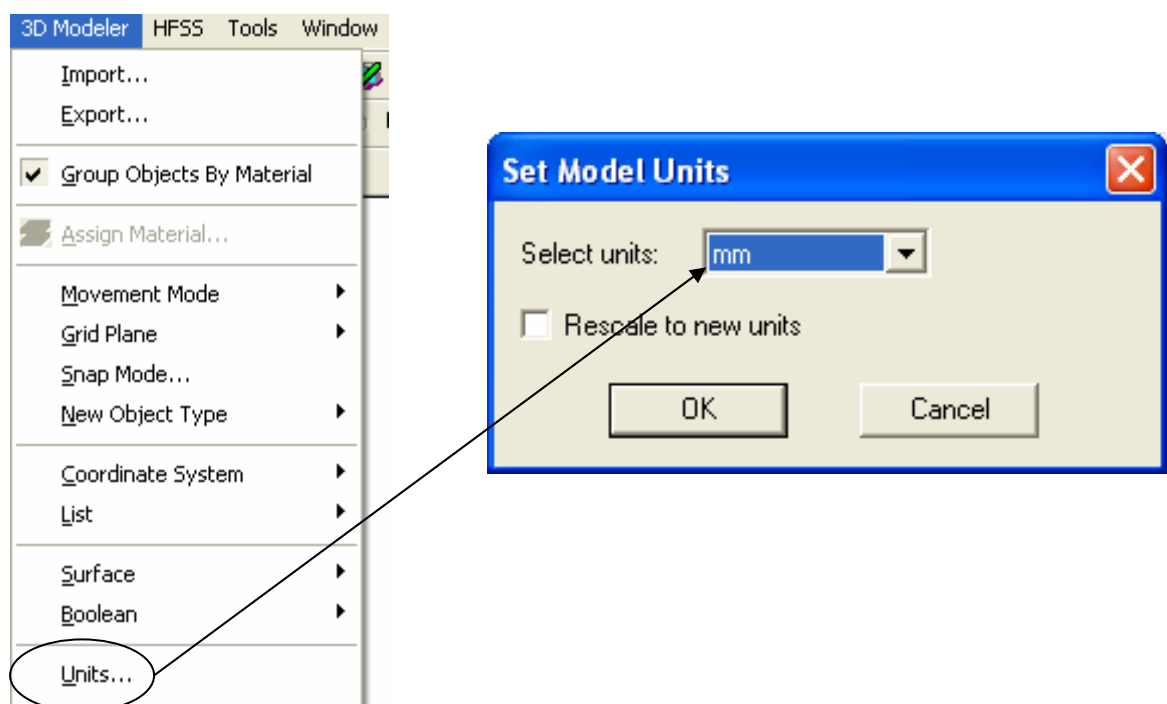 3D Modeler HFSS Tools Window
Import...
Export...
Group Objects By Material
Assign Material...
Movement Mode
Grid Plane
Snap Mode...
New Object Type
Coordinate System
List
Surface
Boolean
Units...
Set Model Units
Select units: mm
Rescale to new units
OK Cancel